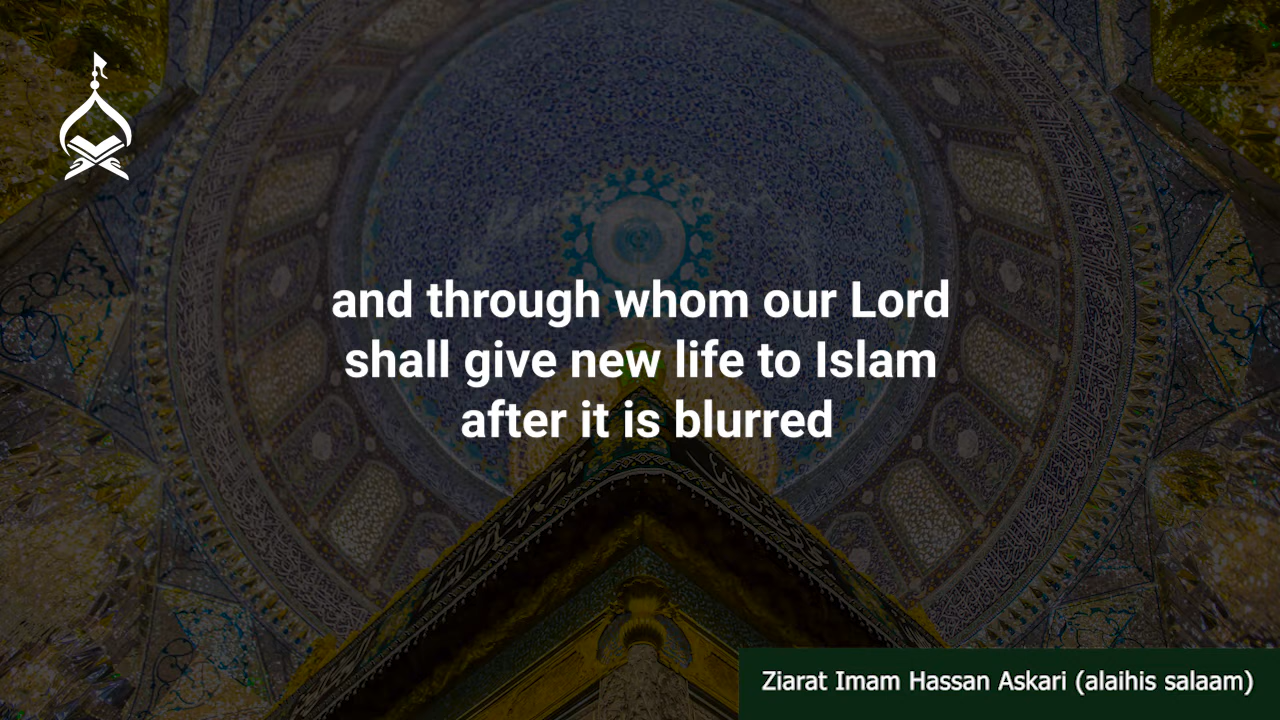 and through whom our Lord
shall give new life to Islam
after it is blurred
Ziarat Imam Hassan Askari (alaihis salaam)